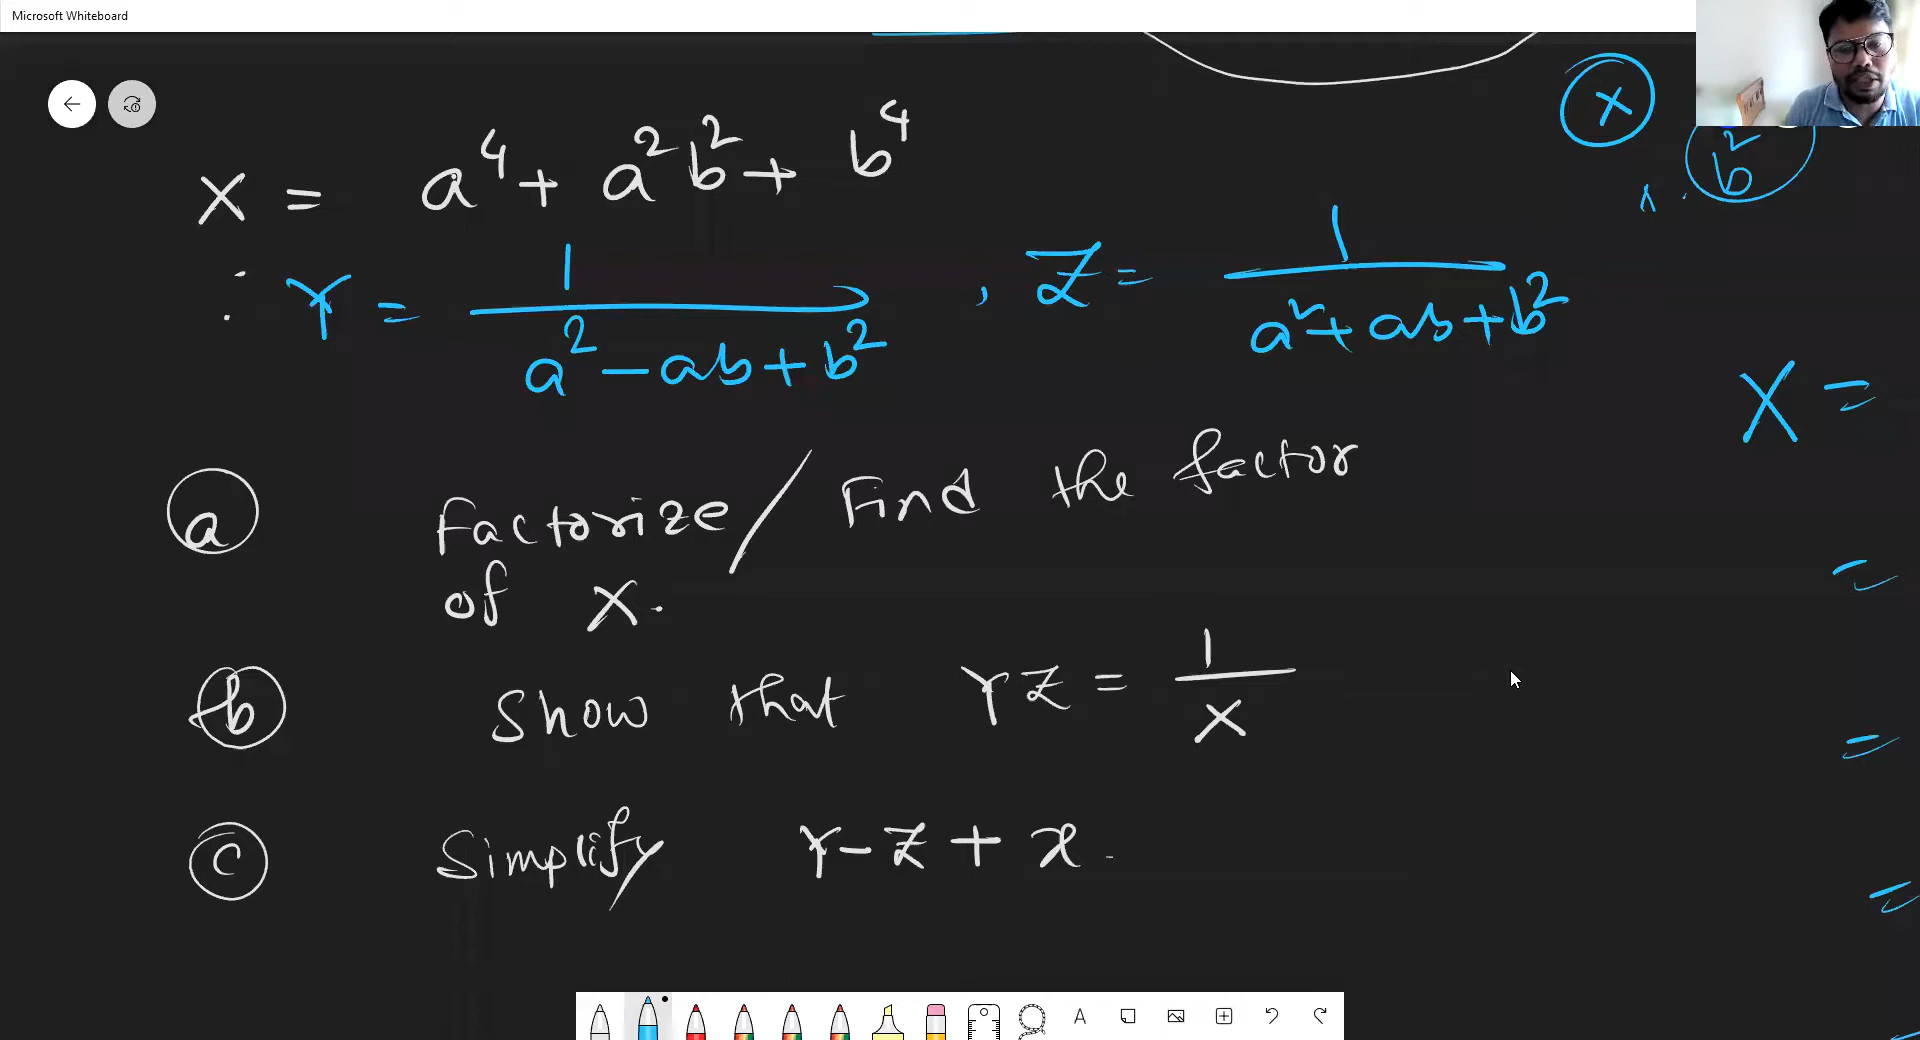 Microsoft Whiteboard
X = a⁴ + a²b² + b⁴
X
b²
∴ Y = 1/(a² - ab + b²) , Z = 1/(a² + ab + b²)
X =
a Factorize / Find the factor
of X.
=
b Show that YZ = 1/X
=
c Simplify Y - Z + x.
=
A